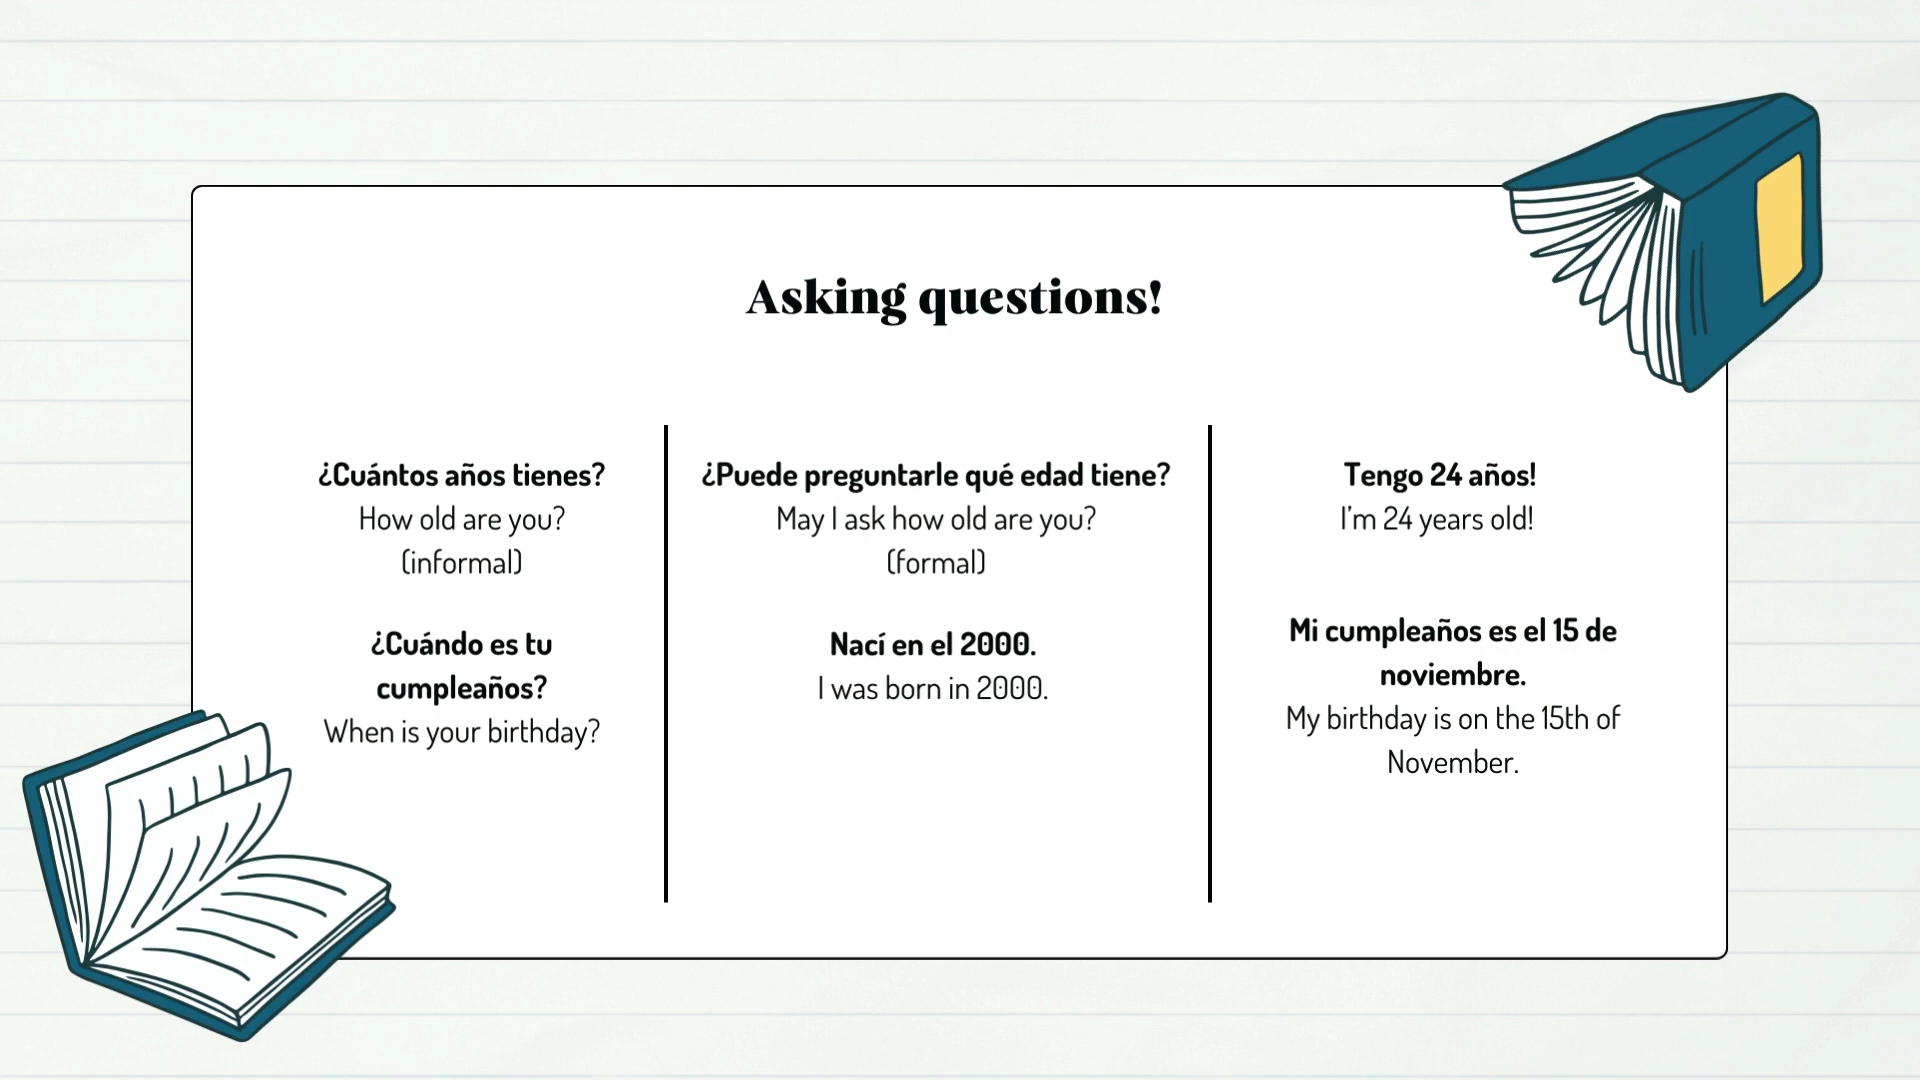 Asking questions!
¿Cuántos años tienes?
How old are you?
(informal)
¿Cuándo es tu
cumpleaños?
When is your birthday?
¿Puede preguntarle qué edad tiene?
May I ask how old are you?
(formal)
Nací en el 2000.
I was born in 2000.
Tengo 24 años!
I'm 24 years old!
Mi cumpleaños es el 15 de
noviembre.
My birthday is on the 15th of
November.